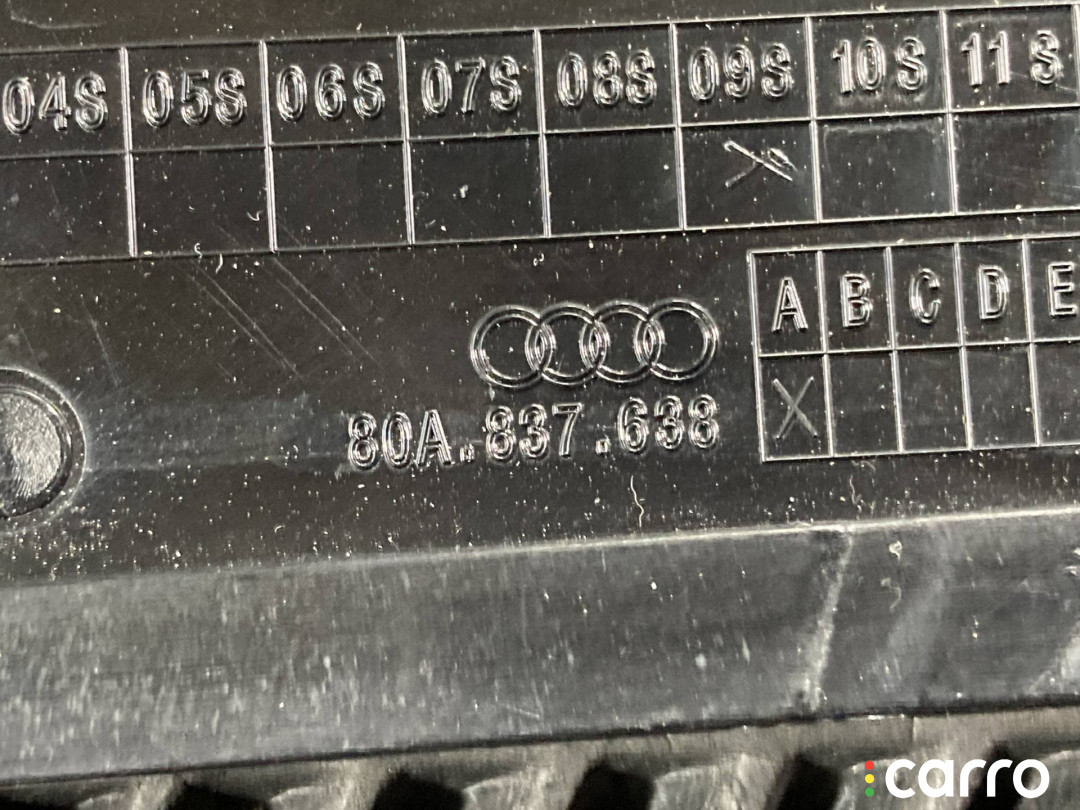 04S 05S 06S 07S 08S 09S 10S 11S
A B C D E
X
80A.837.638
carro